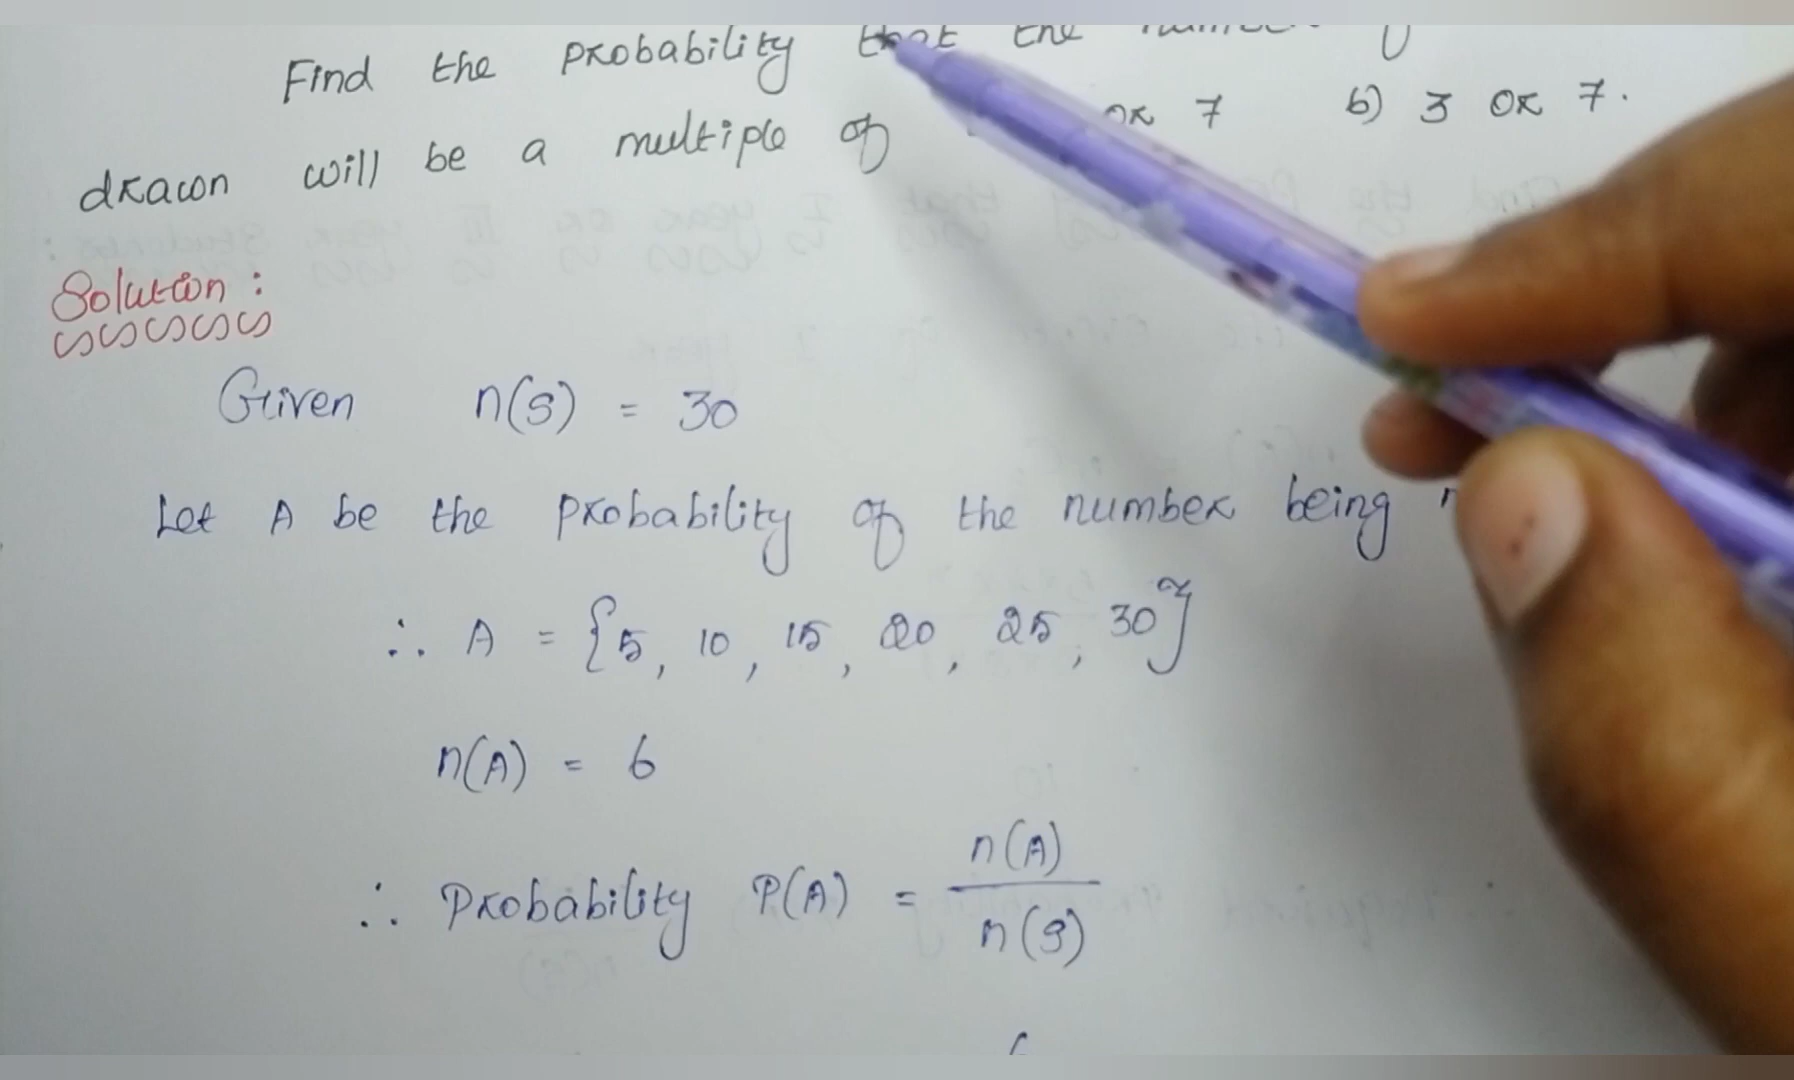 Find the probability that the
drawn will be a multiple of or 7 b) 3 or 7.
Solution :
Given n(S) = 30
Let A be the probability of the number being
∴ A = {5, 10, 15, 20, 25, 30}
n(A) = 6
∴ Probability P(A) = n(A)
n(S)